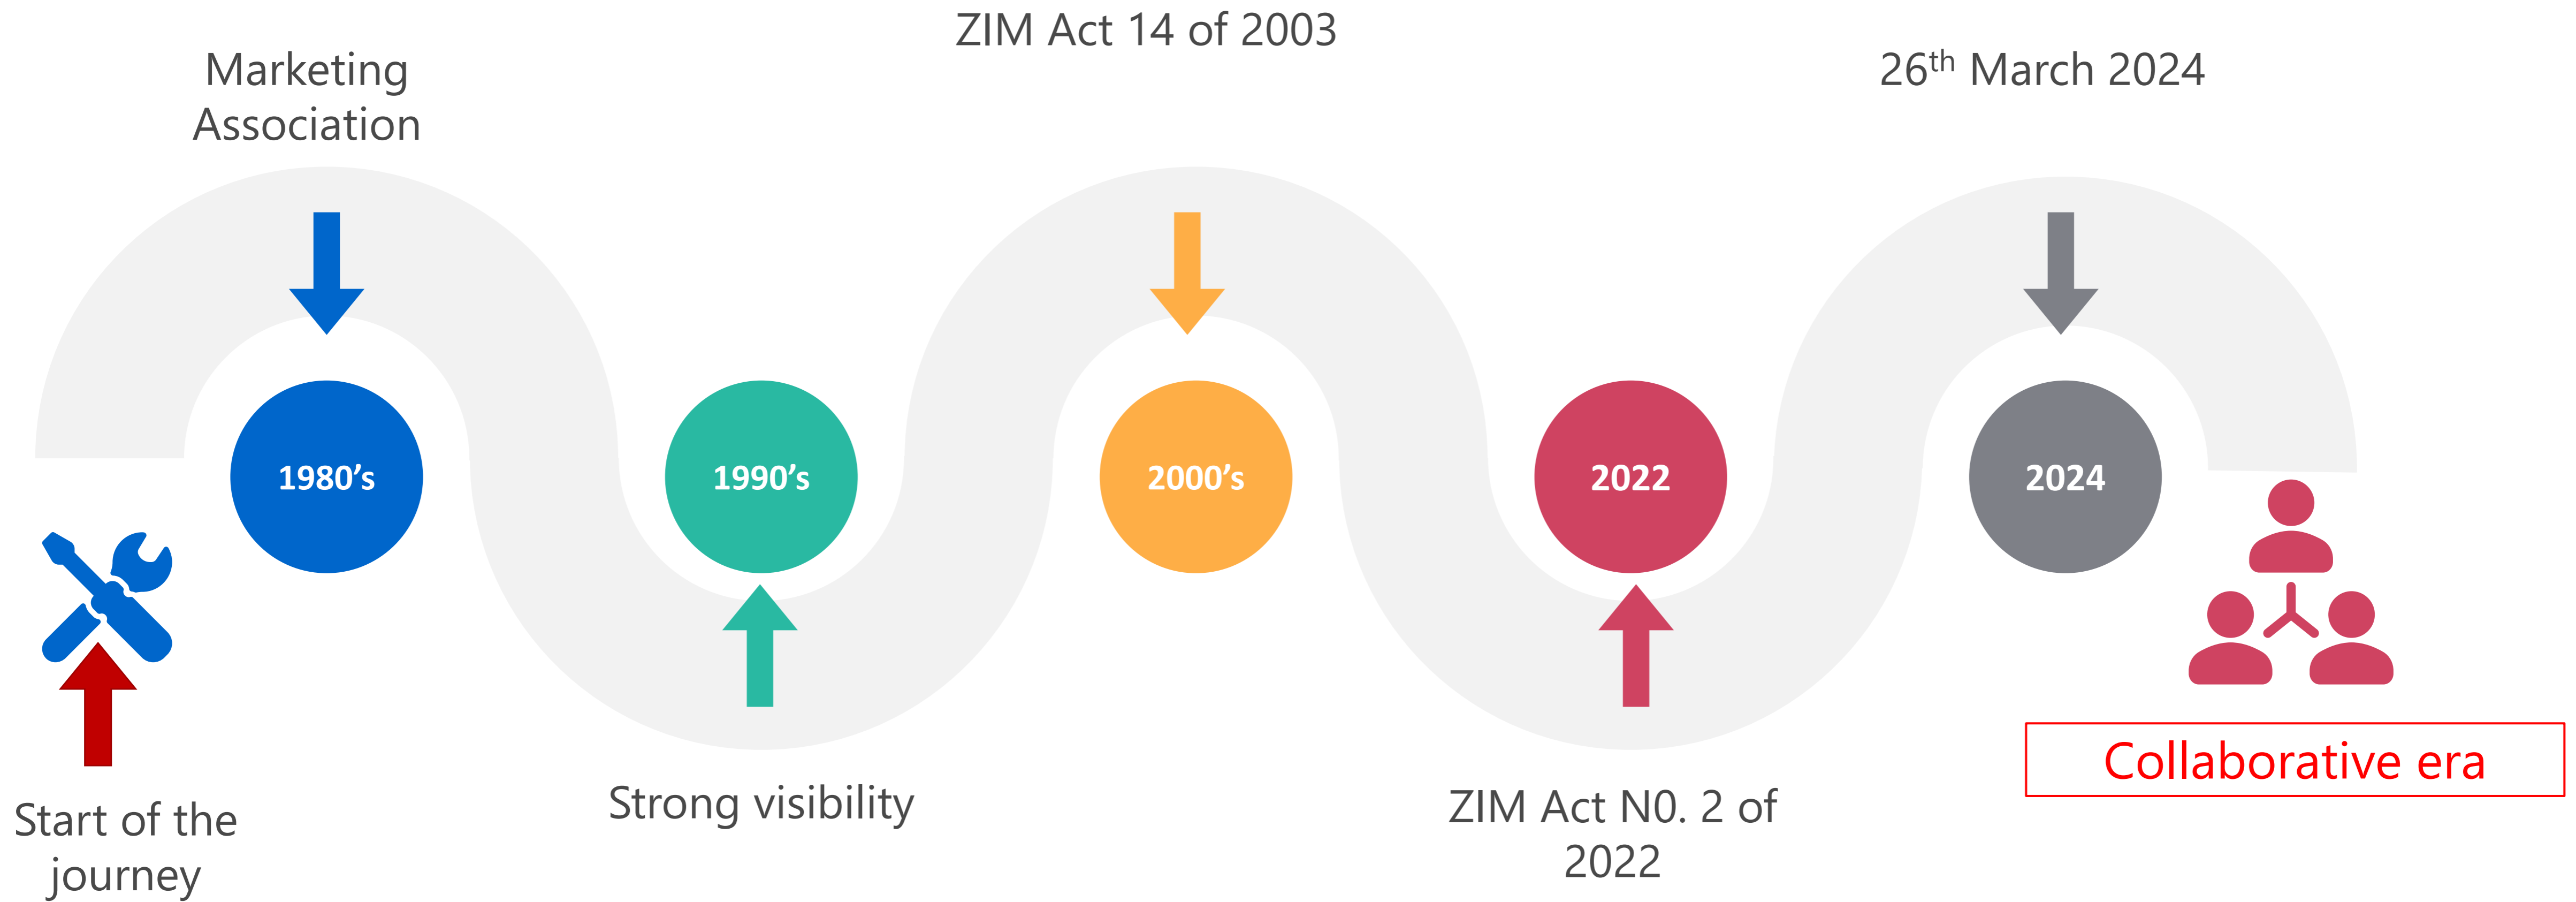 ZIM Act 14 of 2003
Marketing
Association
26th March 2024
1980’s
1990’s
2000’s
2022
2024
Start of the
journey
Strong visibility
ZIM Act N0. 2 of
2022
Collaborative era